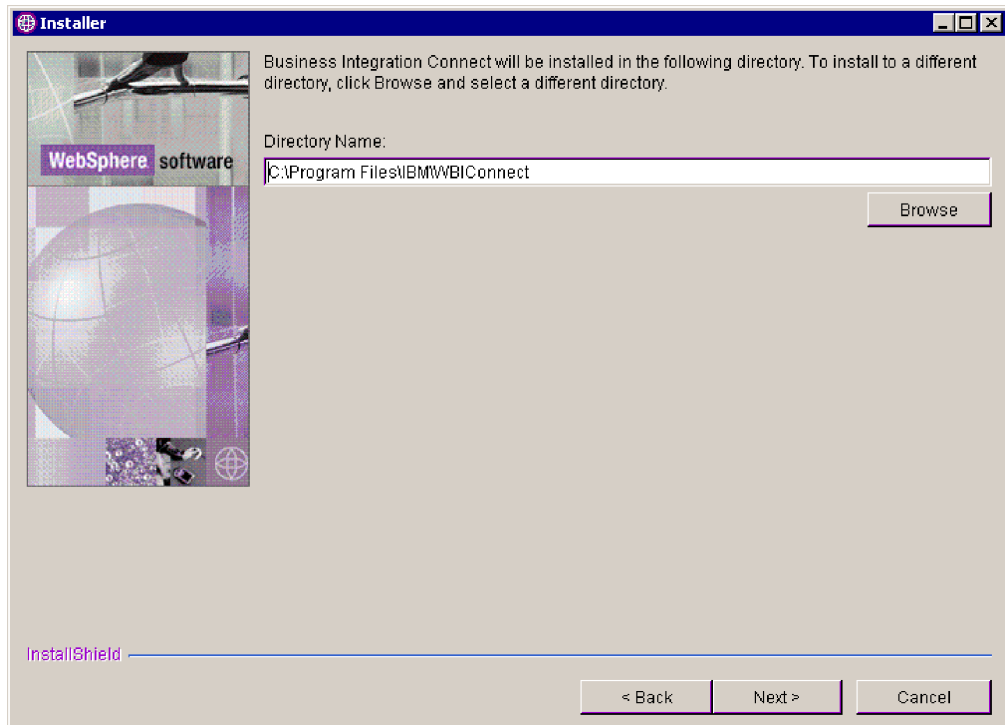 Installer
Business Integration Connect will be installed in the following directory. To install to a different
directory, click Browse and select a different directory.
Directory Name:
C:\Program Files\IBM\WBIConnect
Browse
WebSphere software
InstallShield
< Back
Next >
Cancel